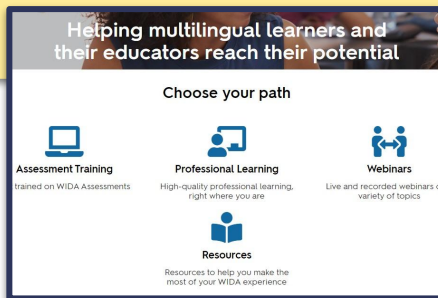 Helping multilingual learners and
their educators reach their potential
Choose your path
Assessment Training
trained on WIDA Assessments
Professional Learning
High-quality professional learning,
right where you are
Webinars
Live and recorded webinars
variety of topics
Resources
Resources to help you make the
most of your WIDA experience